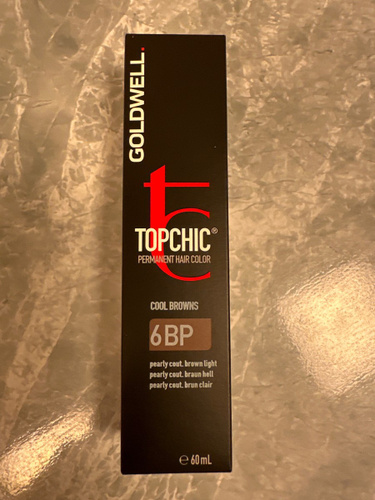 GOLDWELL.
tc
TOPCHIC®
PERMANENT HAIR COLOR
COOL BROWNS
6BP
pearly cout. brown light
pearly cout. braun hell
pearly cout. brun clair
℮ 60 mL